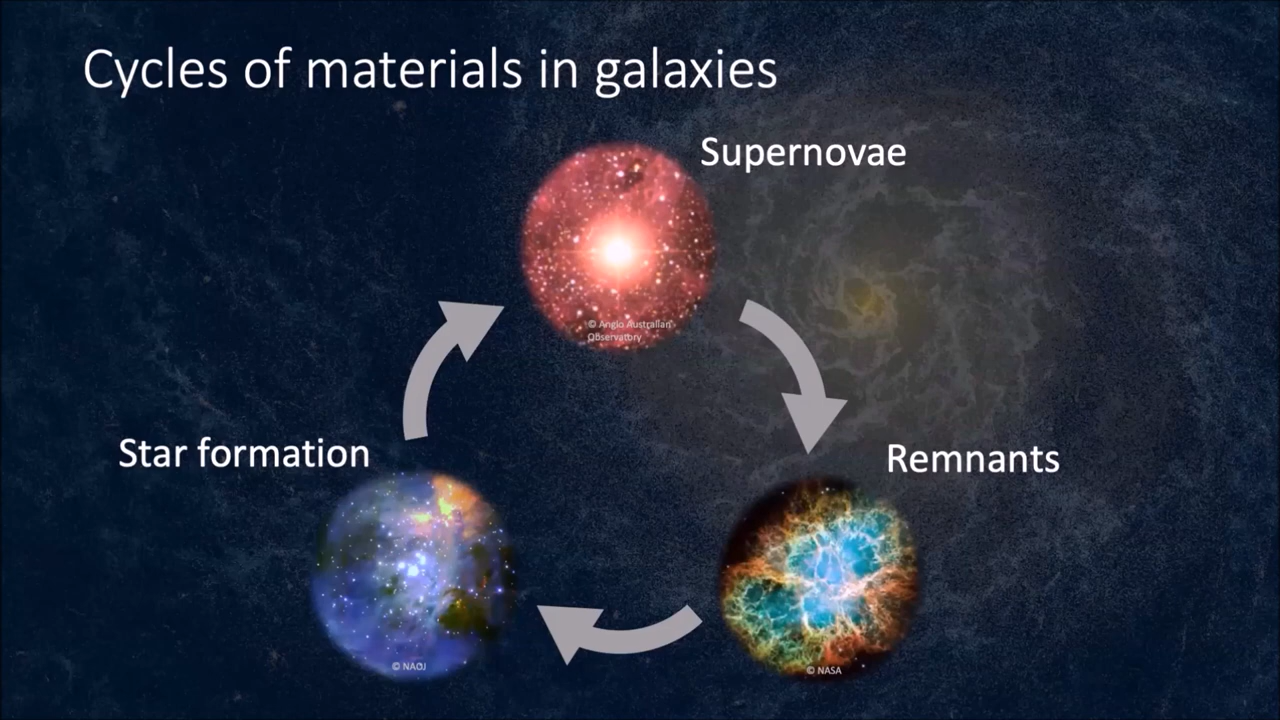 Cycles of materials in galaxies
Supernovae
© Anglo Australian
Observatory
Star formation
Remnants
© NAOJ
© NASA